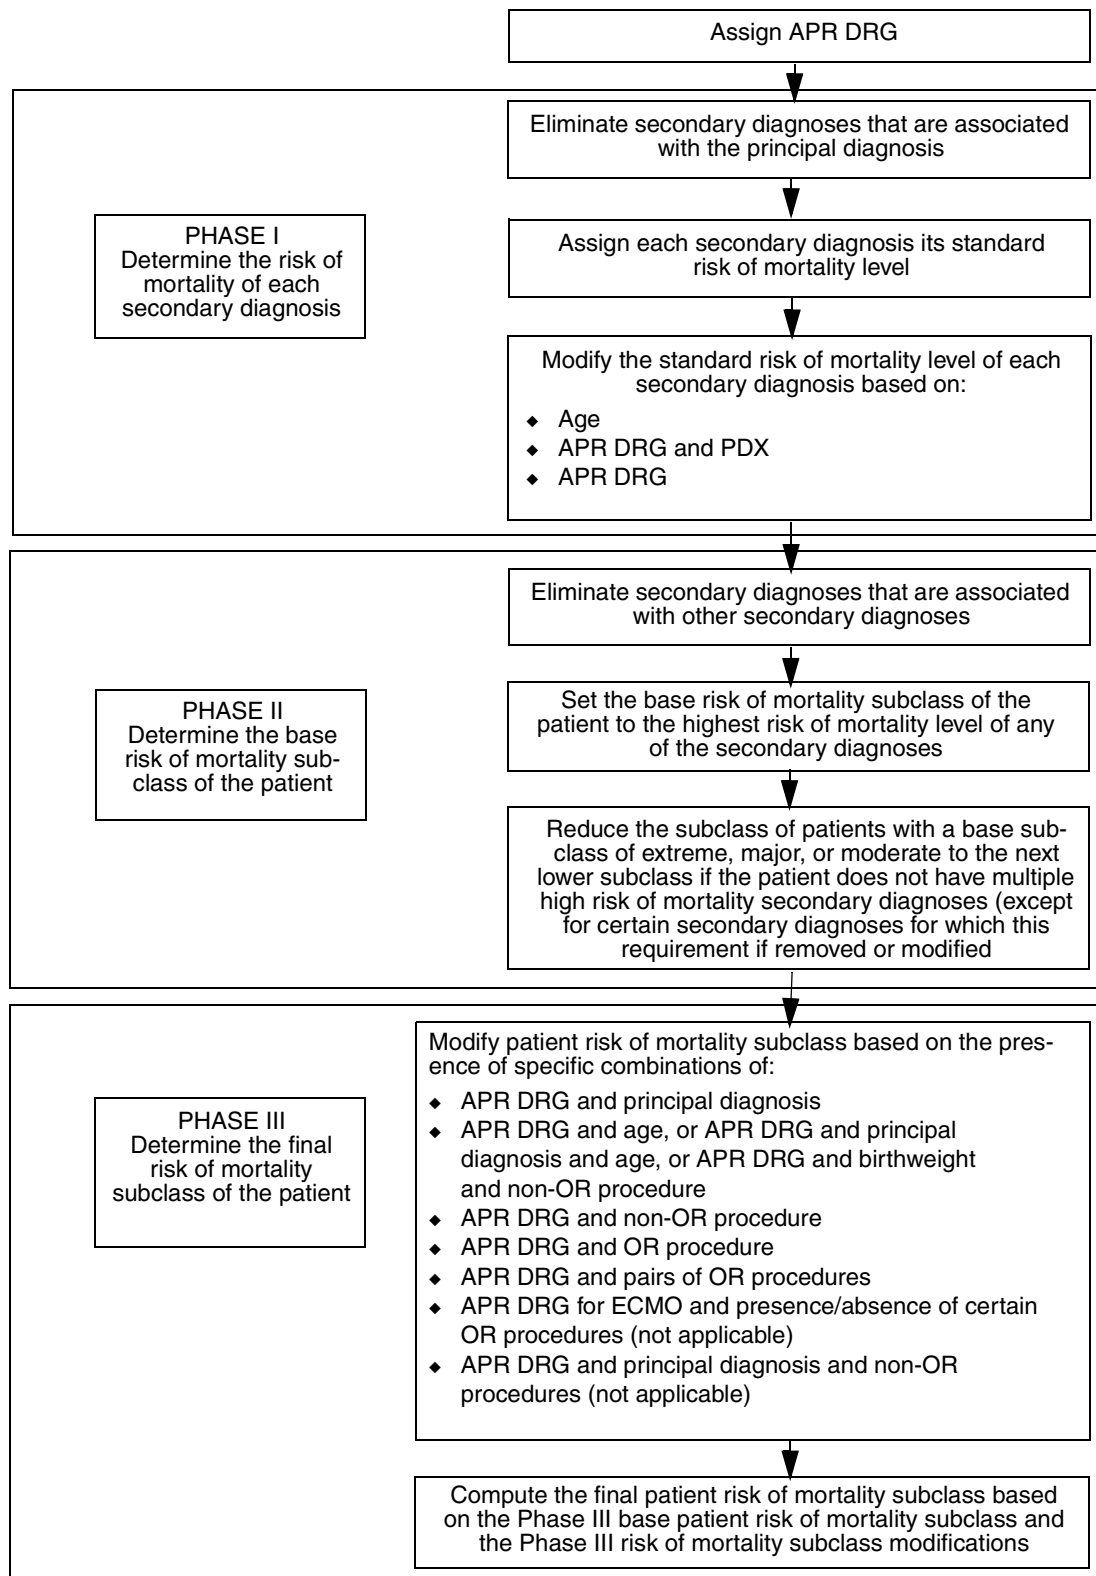 Assign APR DRG
Eliminate secondary diagnoses that are associated
with the principal diagnosis
PHASE I
Determine the risk of
mortality of each
secondary diagnosis
Assign each secondary diagnosis its standard
risk of mortality level
Modify the standard risk of mortality level of each
secondary diagnosis based on:
◆ Age
◆ APR DRG and PDX
◆ APR DRG
Eliminate secondary diagnoses that are associated
with other secondary diagnoses
PHASE II
Determine the base
risk of mortality sub-
class of the patient
Set the base risk of mortality subclass of the
patient to the highest risk of mortality level of any
of the secondary diagnoses
Reduce the subclass of patients with a base sub-
class of extreme, major, or moderate to the next
lower subclass if the patient does not have multiple
high risk of mortality secondary diagnoses (except
for certain secondary diagnoses for which this
requirement if removed or modified
PHASE III
Determine the final
risk of mortality
subclass of the patient
Modify patient risk of mortality subclass based on the pres-
ence of specific combinations of:
◆ APR DRG and principal diagnosis
◆ APR DRG and age, or APR DRG and principal
diagnosis and age, or APR DRG and birthweight
and non-OR procedure
◆ APR DRG and non-OR procedure
◆ APR DRG and OR procedure
◆ APR DRG and pairs of OR procedures
◆ APR DRG for ECMO and presence/absence of certain
OR procedures (not applicable)
◆ APR DRG and principal diagnosis and non-OR
procedures (not applicable)
Compute the final patient risk of mortality subclass based
on the Phase III base patient risk of mortality subclass and
the Phase III risk of mortality subclass modifications